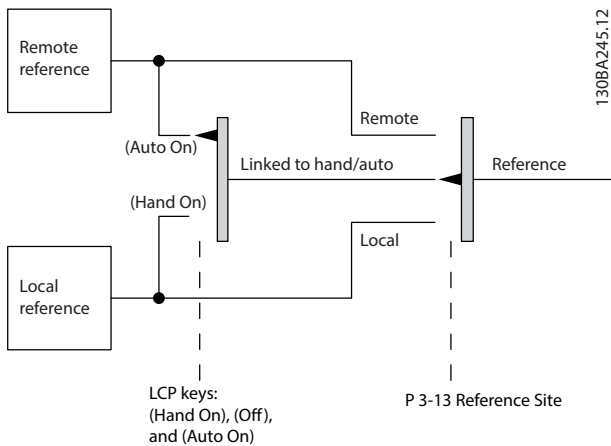 Remote
reference
130BA245.12
Remote
(Auto On)
Linked to hand/auto
Reference
(Hand On)
Local
Local
reference
LCP keys:
(Hand On), (Off),
and (Auto On)
P 3-13 Reference Site